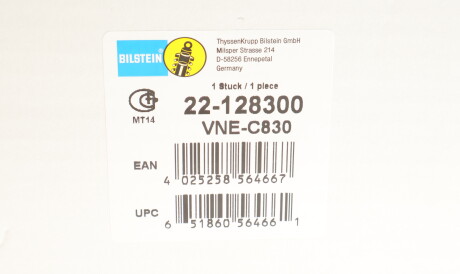 ThyssenKrupp Bilstein GmbH
Milsper Strasse 214
D-58256 Ennepetal
Germany
BILSTEIN
1 Stuck / 1 piece
22-128300
MT14
VNE-C830
EAN
4 025258 564667
UPC
6 51860 56466 1